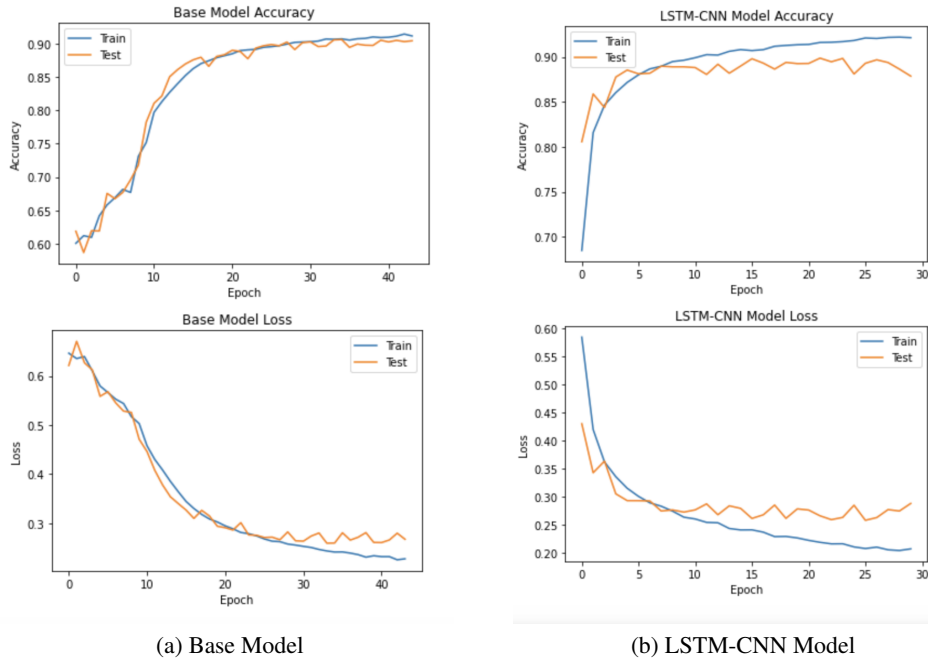 Base Model Accuracy
Train
Test
0.90
0.85
0.80
0.75
0.70
0.65
0.60
Accuracy
0
10
20
30
40
Epoch
LSTM-CNN Model Accuracy
Train
Test
0.90
0.85
0.80
0.75
0.70
Accuracy
0
5
10
15
20
25
30
Epoch
Base Model Loss
Train
Test
0.6
0.5
0.4
0.3
Loss
0
10
20
30
40
Epoch
LSTM-CNN Model Loss
Train
Test
0.60
0.55
0.50
0.45
0.40
0.35
0.30
0.25
0.20
Loss
0
5
10
15
20
25
30
Epoch
(a) Base Model
(b) LSTM-CNN Model